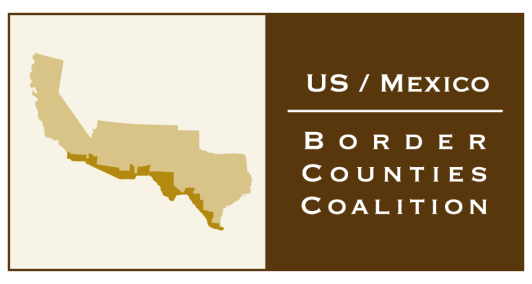 US / MEXICO
BORDER
COUNTIES
COALITION